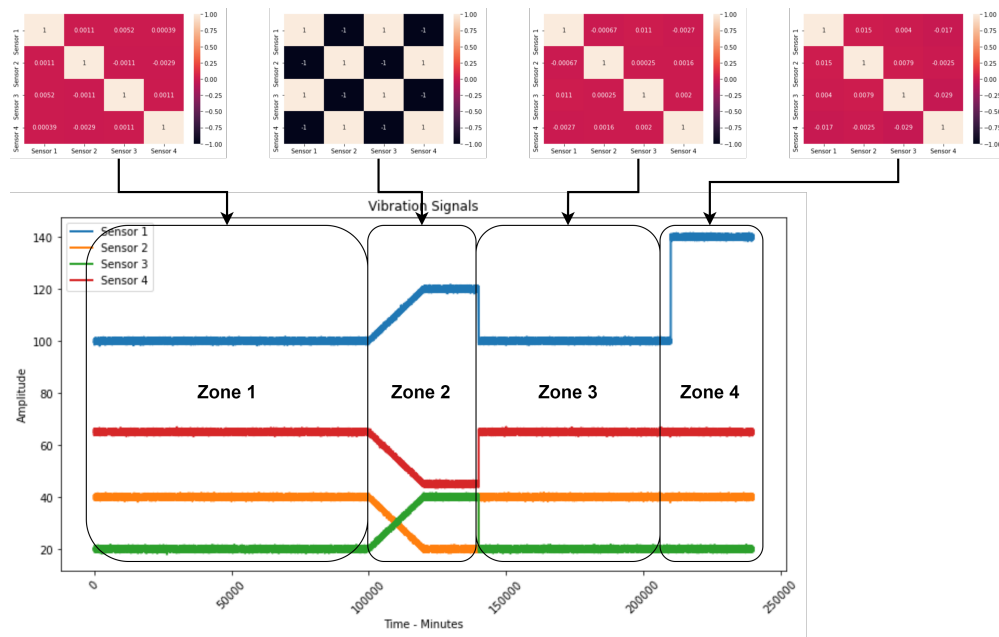 Sensor 1 1 0.0011 0.0052 0.00039
Sensor 2 0.0011 1 -0.0011 -0.0029
Sensor 3 0.0052 -0.0011 1 0.0011
Sensor 4 0.00039 -0.0029 0.0011 1
Sensor 1 Sensor 2 Sensor 3 Sensor 4
1.00
0.75
0.50
0.25
0.00
−0.25
−0.50
−0.75
−1.00
Sensor 1 1 -1 1 -1
Sensor 2 -1 1 -1 1
Sensor 3 1 -1 1 -1
Sensor 4 -1 1 -1 1
Sensor 1 Sensor 2 Sensor 3 Sensor 4
1.00
0.75
0.50
0.25
0.00
−0.25
−0.50
−0.75
−1.00
Sensor 1 1 -0.00067 0.011 -0.0027
Sensor 2 -0.00067 1 0.00025 0.0016
Sensor 3 0.011 0.00025 1 0.002
Sensor 4 -0.0027 0.0016 0.002 1
Sensor 1 Sensor 2 Sensor 3 Sensor 4
1.00
0.75
0.50
0.25
0.00
−0.25
−0.50
−0.75
−1.00
Sensor 1 1 0.015 0.004 -0.017
Sensor 2 0.015 1 0.0079 -0.0025
Sensor 3 0.004 0.0079 1 -0.029
Sensor 4 -0.017 -0.0025 -0.029 1
Sensor 1 Sensor 2 Sensor 3 Sensor 4
1.00
0.75
0.50
0.25
0.00
−0.25
−0.50
−0.75
−1.00
Vibration Signals
Sensor 1
Sensor 2
Sensor 3
Sensor 4
140
120
100
80
60
40
20
Amplitude
Zone 1 Zone 2 Zone 3 Zone 4
0 50000 100000 150000 200000 250000
Time - Minutes